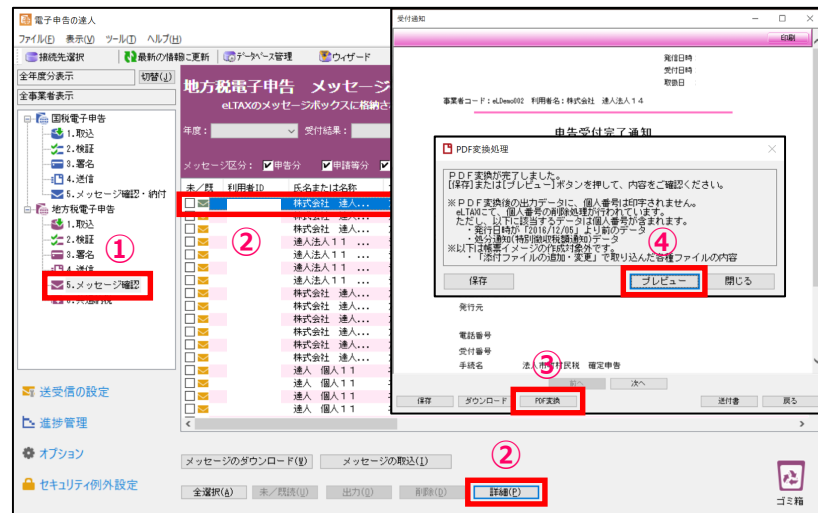 電子申告の達人
ファイル(F) 表示(V) ツール(T) ヘルプ(H)
接続先選択 最新の情報に更新 データベース管理 ウィザード
全年度分表示 切替(J)
全事業者表示
国税電子申告
1.取込
2.検証
3.署名
4.送信
5.メッセージ確認・納付
地方税電子申告
1.取込
2.検証
①
3.署名
4.送信
5.メッセージ確認
送受信の設定
進捗管理
オプション
セキュリティ例外設定
地方税電子申告 メッセー
eLTAXのメッセージボックスに格納さ
年度： 受付結果：
メッセージ区分： 申告分 申請等分
未/既 利用者ID 氏名または名称
株式会社 達人...
②
株式会社 達人...
株式会社 達人...
達人法人11 ...
達人法人11 ...
達人法人11 ...
達人法人11 ...
株式会社 達人...
株式会社 達人...
株式会社 達人...
株式会社 達人...
株式会社 達人...
株式会社 達人...
達人 個人11
達人 個人11
達人 個人11
達人 個人11
メッセージのダウンロード(W) メッセージの取込(I)
②
全選択(A) 未/既読(U) 出力(O) 削除(D) 詳細(P)
ゴミ箱
受付通知
印刷
発信日時
受付日時
取扱日
事業者コード：eLDemo002 利用者名：株式会社 達人法人14
申告受付完了通知
PDF変換処理
PDF変換が完了しました。
[保存]または[プレビュー]ボタンを押して、内容をご確認ください。
※PDF変換後の出力データに、個人番号は印字されません。
eLTAXにて、個人番号の削除処理が行われています。
ただし、以下に該当するデータは個人番号が含まれます。
・発行日時が「2016/12/05」より前のデータ
・処分通知(特別徴収税額通知)データ
※以下は帳票イメージの作成対象外です。
・「添付ファイルの追加・変更」で取り込んだ各種ファイルの内容
④
保存 プレビュー 閉じる
発行元
電話番号
受付番号
手続名 法人市町村民税 確定申告
③
前へ 次へ
保存 ダウンロード PDF変換 送付書 戻る